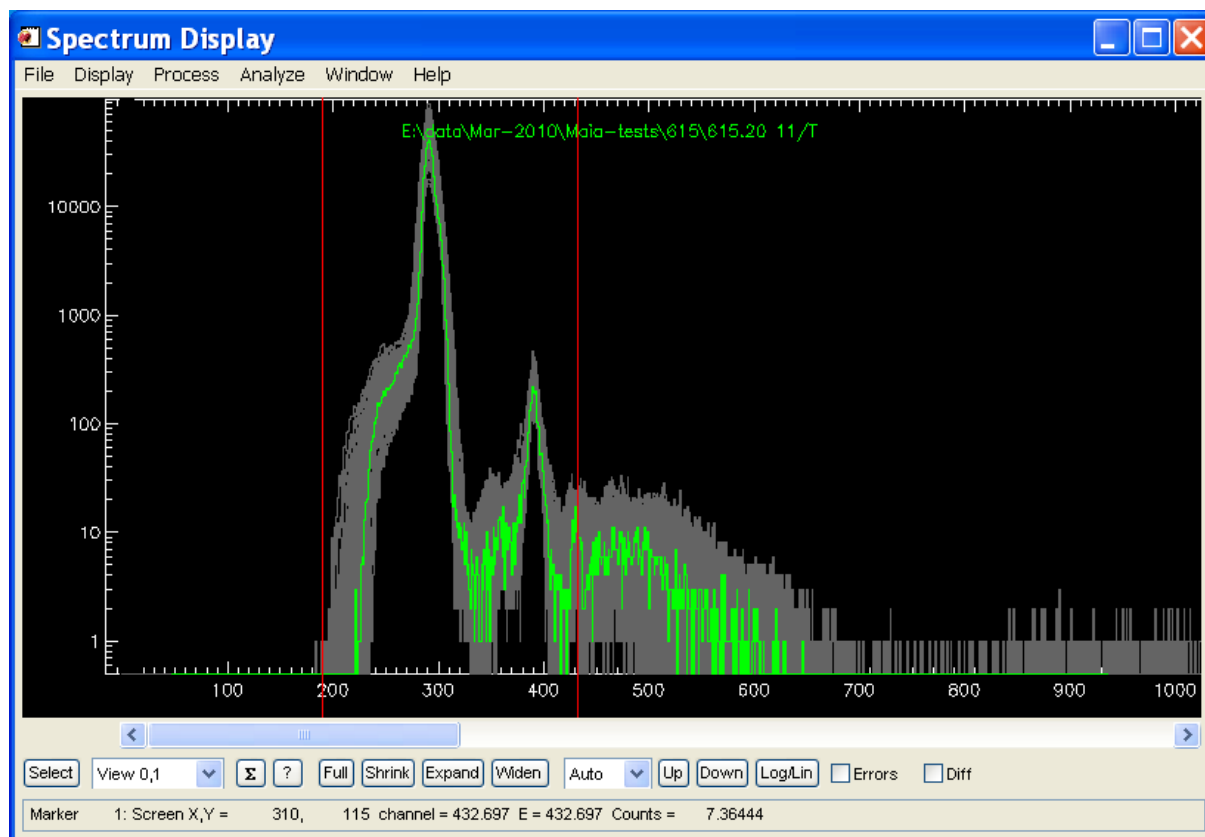 Spectrum Display
File Display Process Analyze Window Help
E:\data\Mar-2010\Maia-tests\615\615.20 11/T
10000
1000
100
10
1
100 200 300 400 500 600 700 800 900 1000
Select View 0,1 Σ ? Full Shrink Expand Widen Auto Up Down Log/Lin Errors Diff
Marker 1: Screen X,Y = 310, 115 channel = 432.697 E = 432.697 Counts = 7.36444